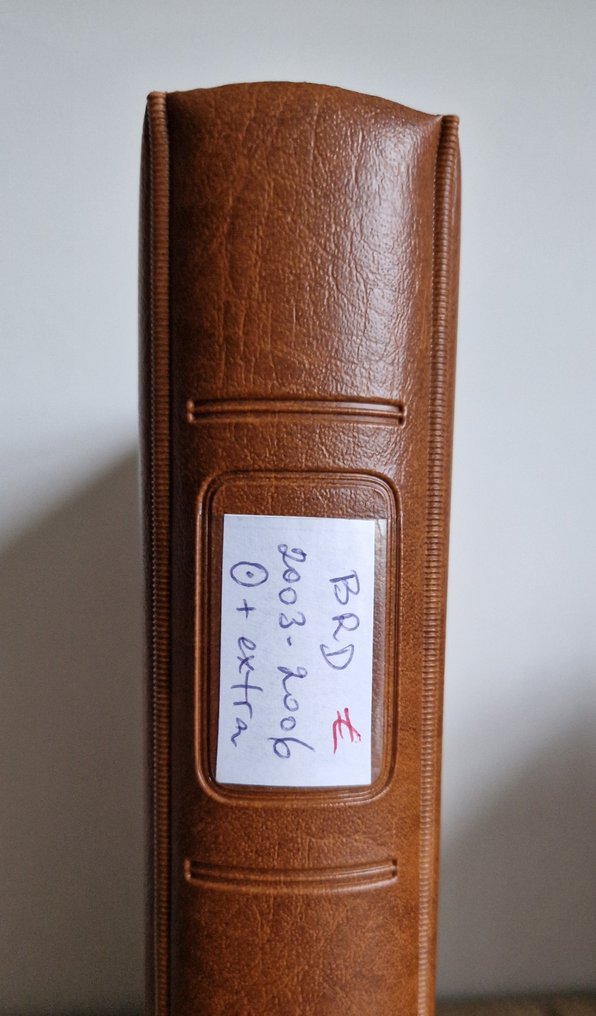 BRD €
2003-2006
⊙ + extra